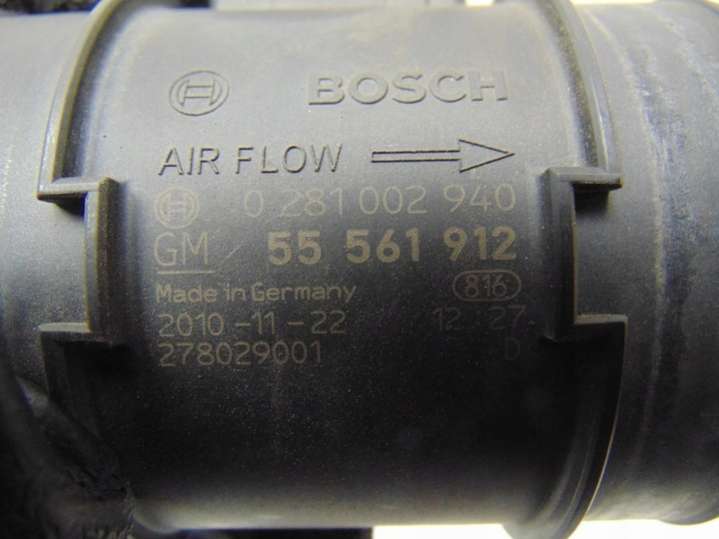 BOSCH
AIR FLOW
0 281 002 940
GM 55 561 912
Made in Germany 816
2010-11-22 12:27
278029001 D